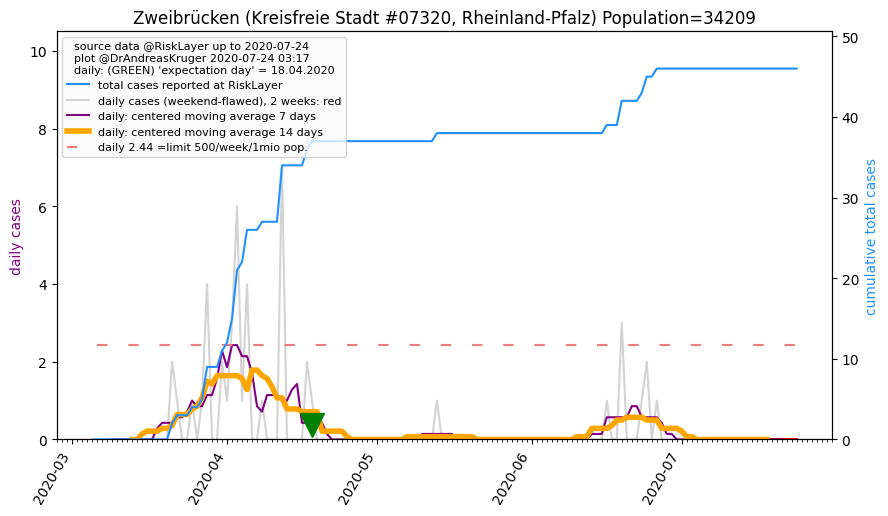 Zweibrücken (Kreisfreie Stadt #07320, Rheinland-Pfalz) Population=34209
source data @RiskLayer up to 2020-07-24
plot @DrAndreasKruger 2020-07-24 03:17
daily: (GREEN) 'expectation day' = 18.04.2020
total cases reported at RiskLayer
daily cases (weekend-flawed), 2 weeks: red
daily: centered moving average 7 days
daily: centered moving average 14 days
daily 2.44 =limit 500/week/1mio pop.
daily cases
10
8
6
4
2
0
cumulative total cases
50
40
30
20
10
0
2020-03
2020-04
2020-05
2020-06
2020-07